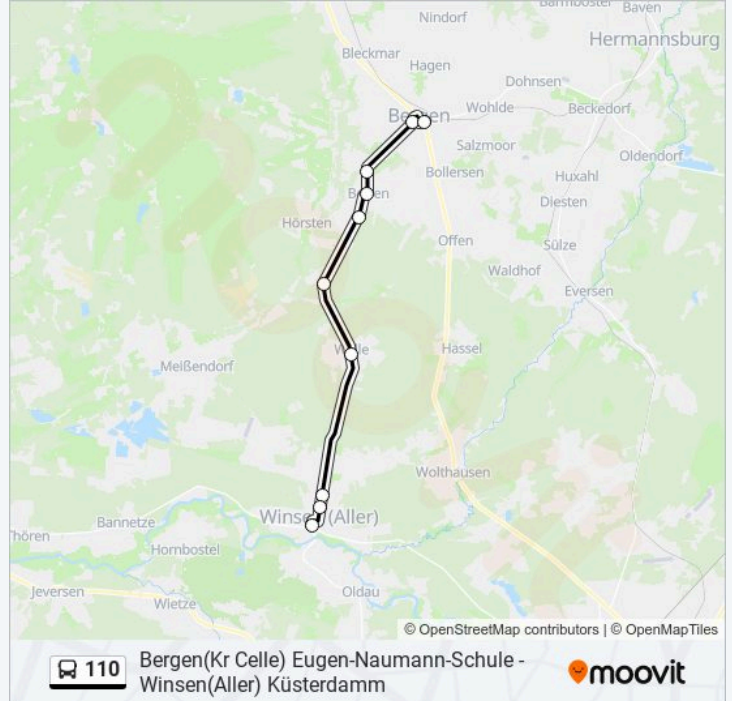 Nindorf
Barmbostel
Baven
Hermannsburg
Bleckmar
Hagen
Dohnsen
Wohlde
Beckedorf
Salzmoor
Oldendorf
Bollersen
Huxahl
Diesten
Hörsten
Offen
Sülze
Waldhof
Eversen
Hassel
Meißendorf
Wolthausen
Winsen (Aller)
Bannetze
Thören
Hornbostel
Jeversen
Wietze
Oldau
© OpenStreetMap contributors | © OpenMapTiles
110
Bergen(Kr Celle) Eugen-Naumann-Schule -
Winsen(Aller) Küsterdamm
moovit